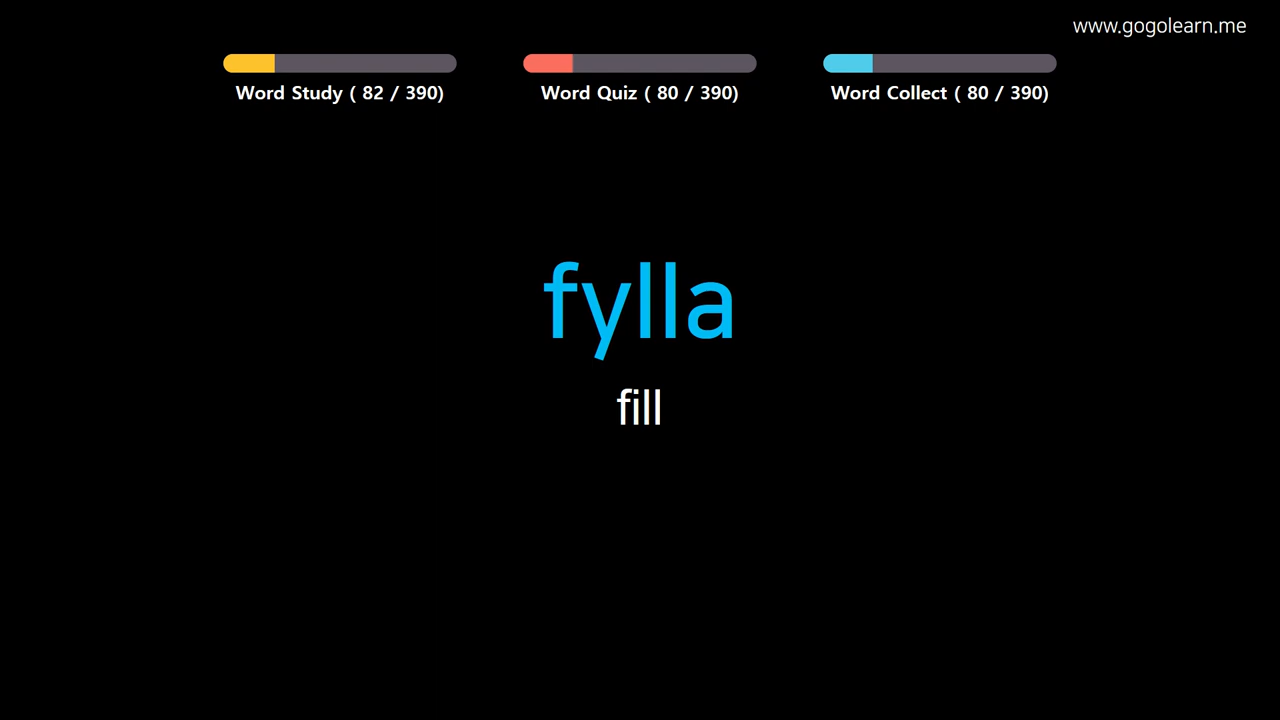 www.gogolearn.me
Word Study ( 82 / 390)
Word Quiz ( 80 / 390)
Word Collect ( 80 / 390)
fylla
fill